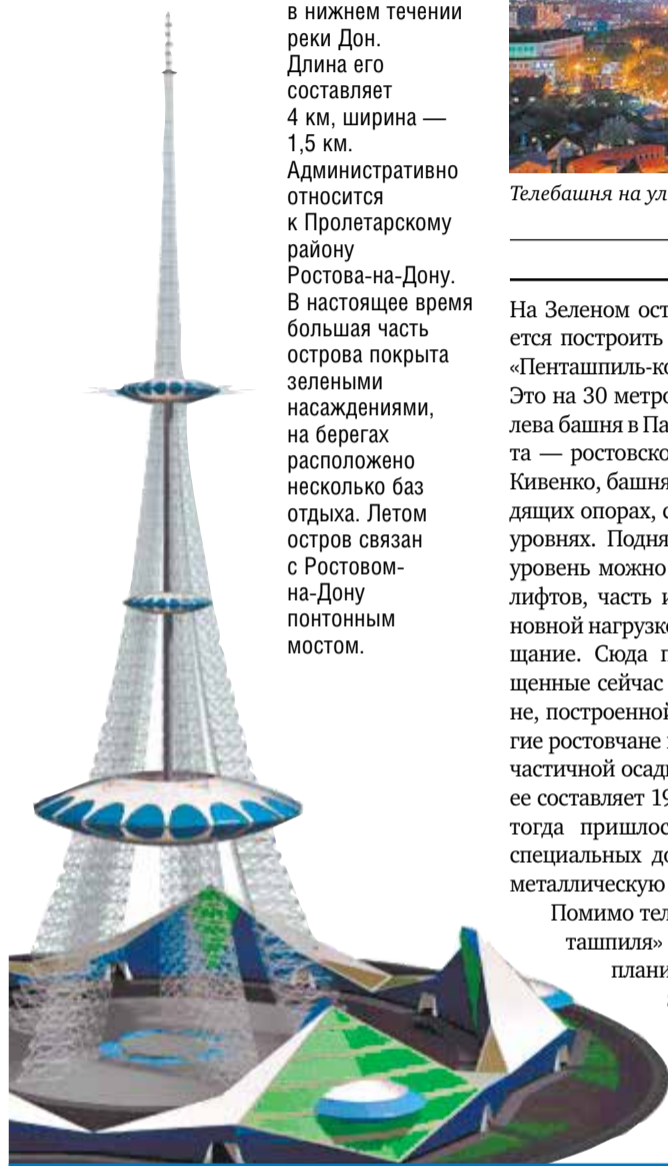 в нижнем течении
реки Дон.
Длина его
составляет
4 км, ширина —
1,5 км.
Административно
относится
к Пролетарскому
району
Ростова-на-Дону.
В настоящее время
большая часть
острова покрыта
зелеными
насаждениями,
на берегах
расположено
несколько баз
отдыха. Летом
остров связан
с Ростовом-
на-Дону
понтонным
мостом.
Телебашня на ул
На Зеленом ост
ется построить
«Пенташпиль-ко
Это на 30 метро
лева башня в Па
та — ростовско
Кивенко, башня
дящих опорах, с
уровнях. Подня
уровень можно
лифтов, часть и
новной нагрузко
щание. Сюда п
щенные сейчас
не, построенной
гие ростовчане
частичной осади
ее составляет 19
тогда пришлос
специальных до
металлическую
Помимо тел
ташпиля»
плани